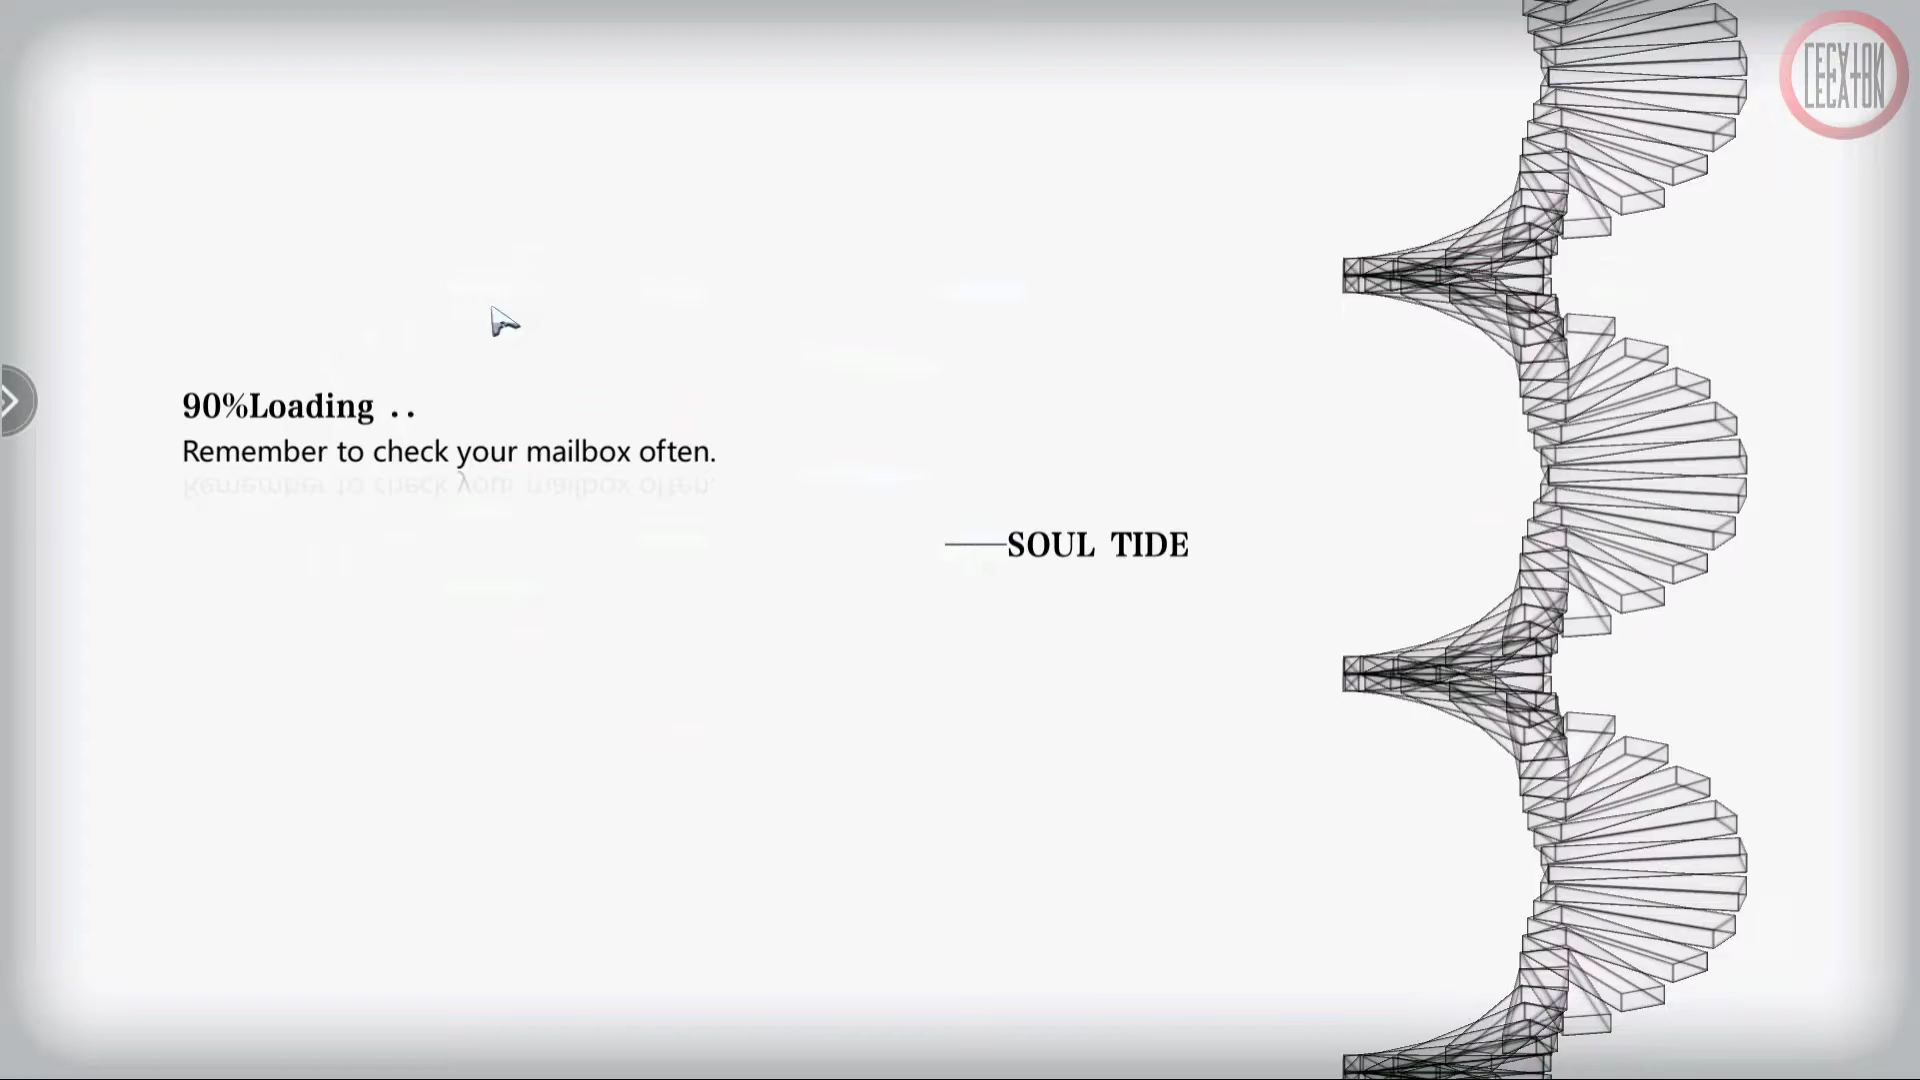 90%Loading ..
Remember to check your mailbox often.
——SOUL TIDE